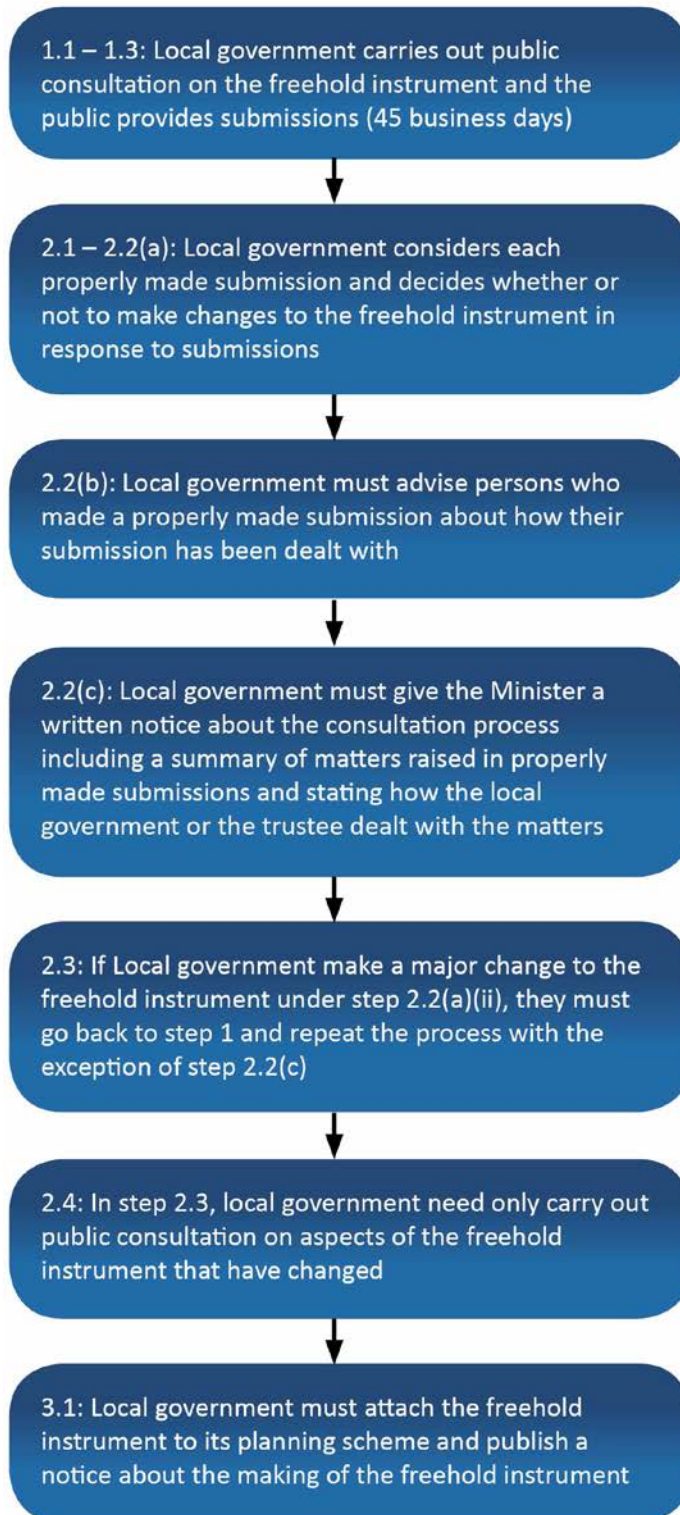 1.1 – 1.3: Local government carries out public
consultation on the freehold instrument and the
public provides submissions (45 business days)
2.1 – 2.2(a): Local government considers each
properly made submission and decides whether or
not to make changes to the freehold instrument in
response to submissions
2.2(b): Local government must advise persons who
made a properly made submission about how their
submission has been dealt with
2.2(c): Local government must give the Minister a
written notice about the consultation process
including a summary of matters raised in properly
made submissions and stating how the local
government or the trustee dealt with the matters
2.3: If Local government make a major change to the
freehold instrument under step 2.2(a)(ii), they must
go back to step 1 and repeat the process with the
exception of step 2.2(c)
2.4: In step 2.3, local government need only carry out
public consultation on aspects of the freehold
instrument that have changed
3.1: Local government must attach the freehold
instrument to its planning scheme and publish a
notice about the making of the freehold instrument